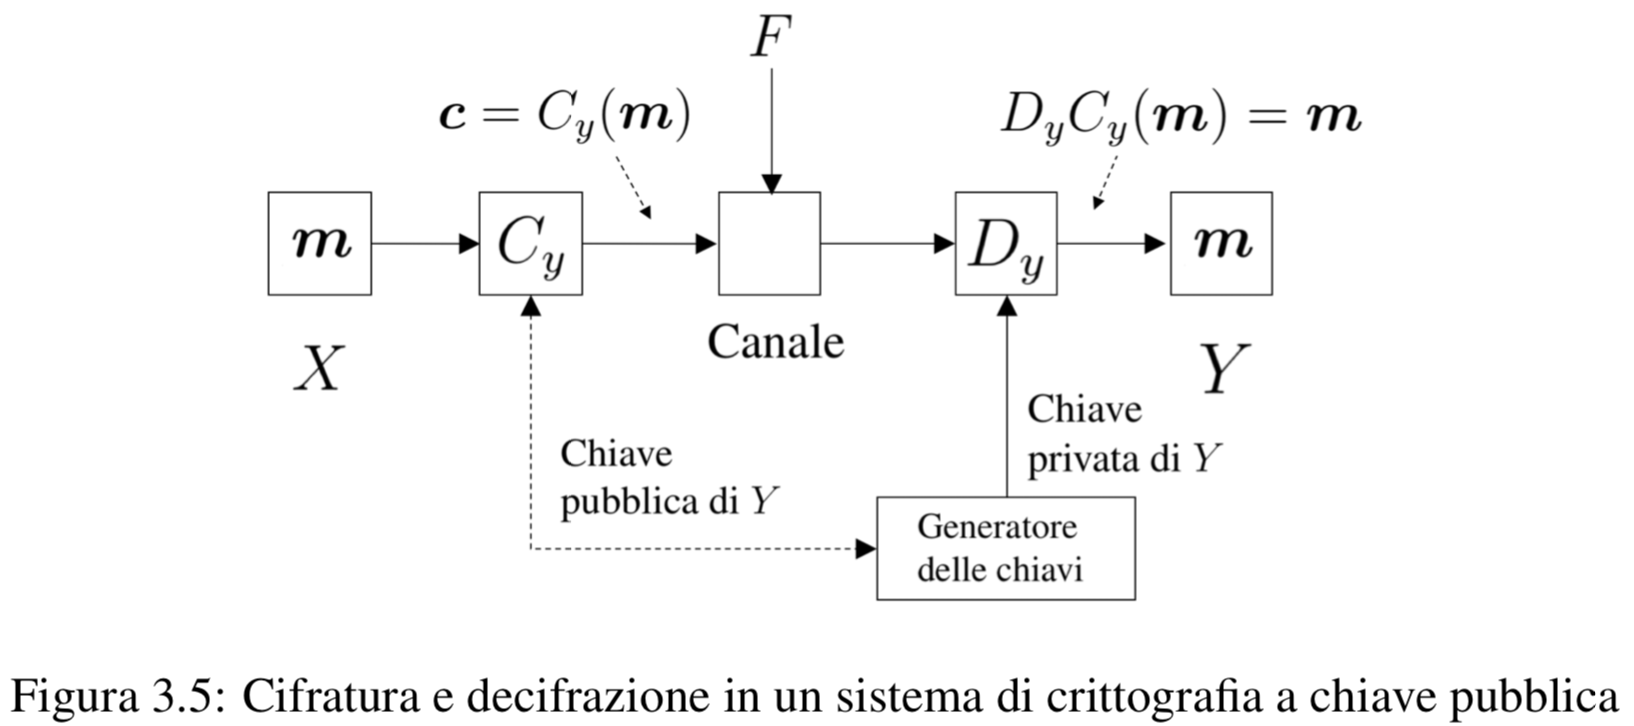 F
c = C_y(m)
D_yC_y(m) = m
m
C_y
D_y
m
X
Canale
Y
Chiave
privata di Y
Chiave
pubblica di Y
Generatore
delle chiavi
Figura 3.5: Cifratura e decifrazione in un sistema di crittografia a chiave pubblica